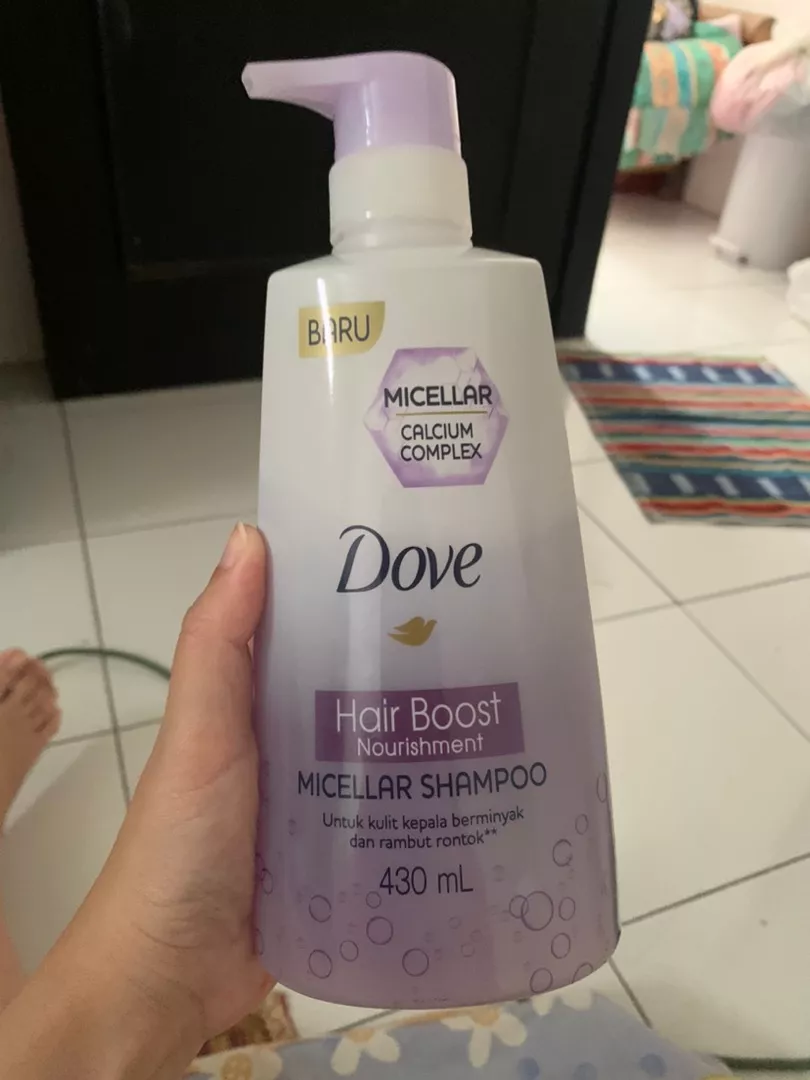 BARU
MICELLAR
CALCIUM
COMPLEX
Dove
Hair Boost
Nourishment
MICELLAR SHAMPOO
Untuk kulit kepala berminyak
dan rambut rontok**
430 mL